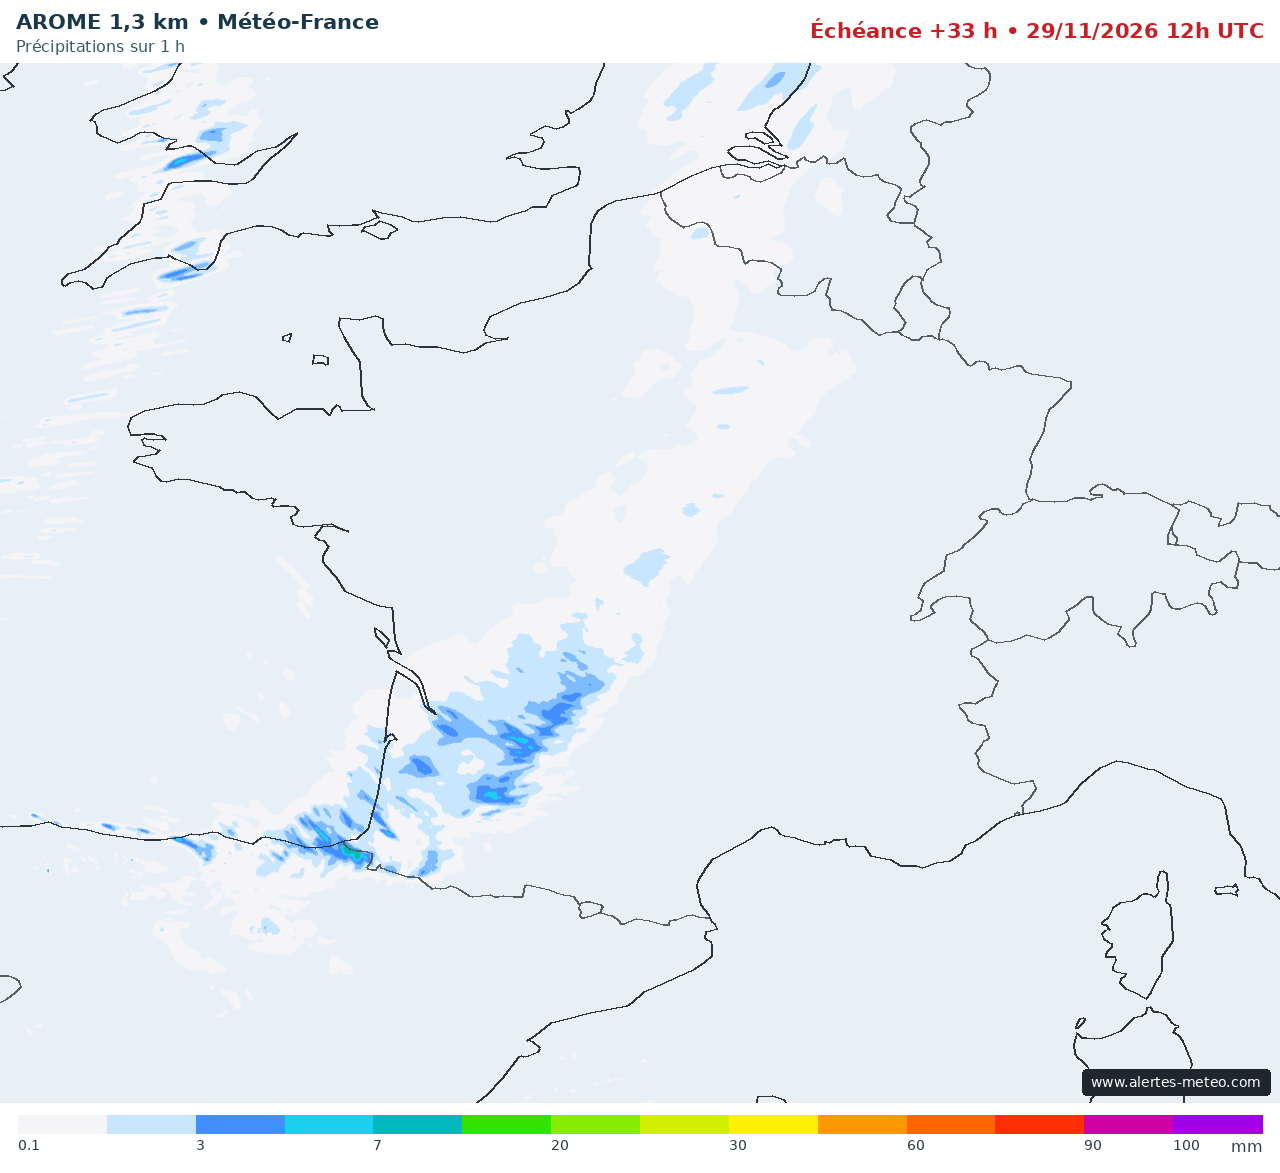 AROME 1,3 km • Météo-France
Précipitations sur 1 h
Échéance +33 h • 29/11/2026 12h UTC
www.alertes-meteo.com
0.1 3 7 20 30 60 90 100 mm